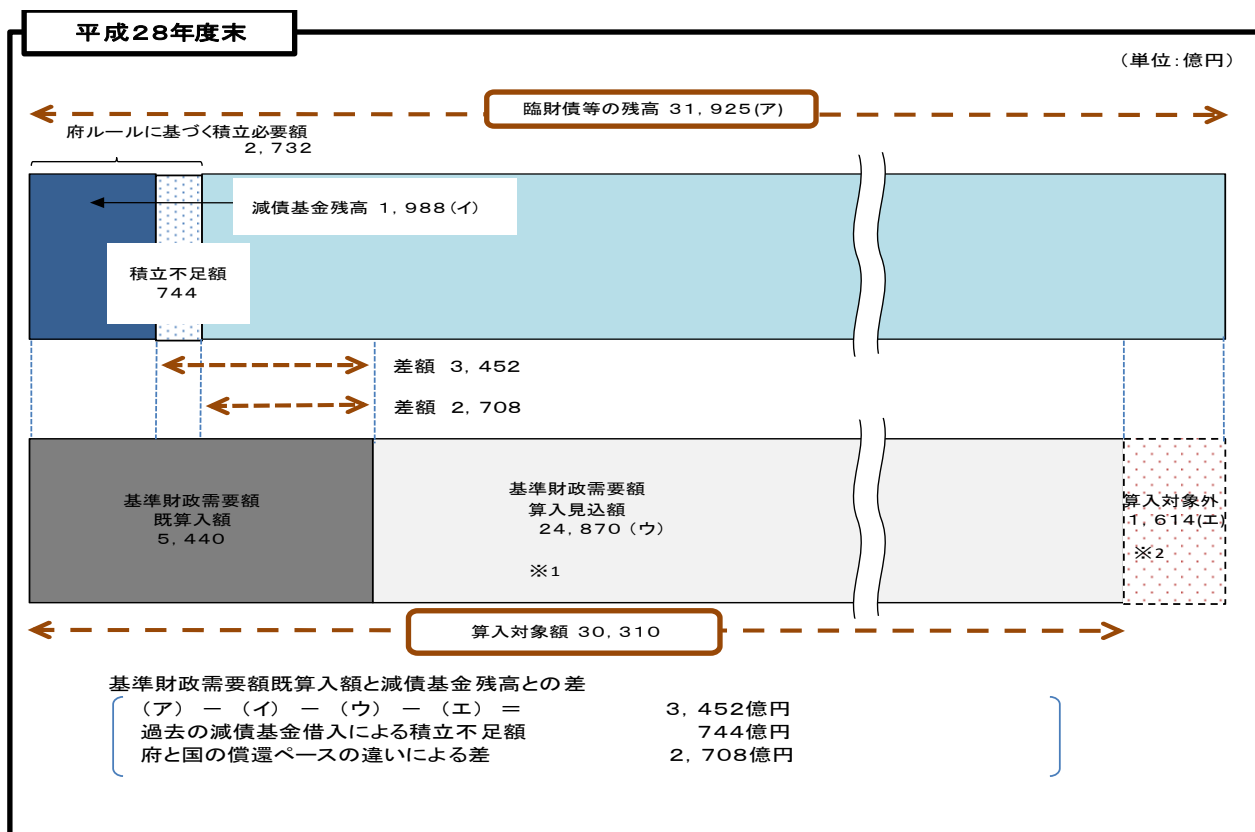 平成28年度末
（単位:億円）
臨財債等の残高 31,925(ア)
府ルールに基づく積立必要額
2,732
減債基金残高 1,988(イ)
積立不足額
744
差額 3,452
差額 2,708
基準財政需要額
既算入額
5,440
基準財政需要額
算入見込額
24,870（ウ）
※1
算入対象外
1,614(エ)
※2
算入対象額 30,310
基準財政需要額既算入額と減債基金残高との差
（ア） － （イ） － （ウ） － （エ） ＝ 3,452億円
過去の減債基金借入による積立不足額 744億円
府と国の償還ペースの違いによる差 2,708億円